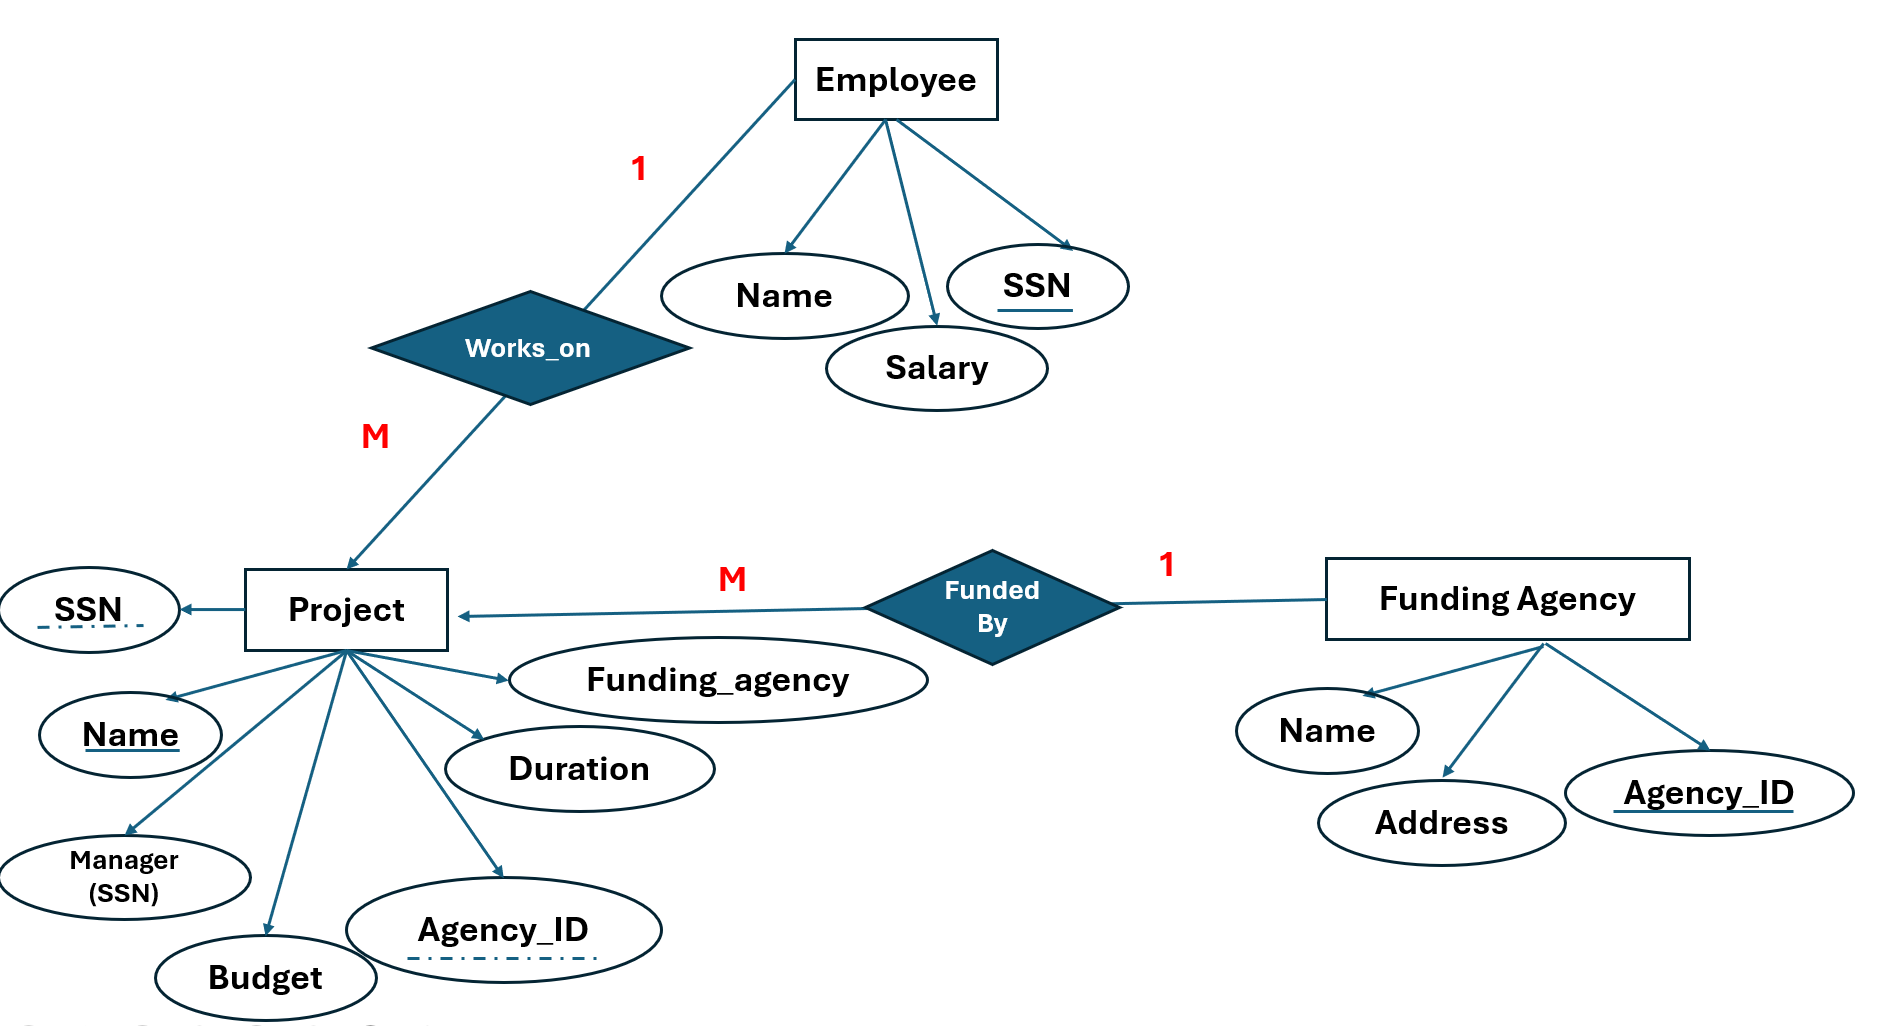 Employee
1
Name
SSN
Salary
Works_on
M
SSN
Project
M
Funded
By
1
Funding Agency
Funding_agency
Name
Duration
Name
Address
Agency_ID
Manager
(SSN)
Agency_ID
Budget